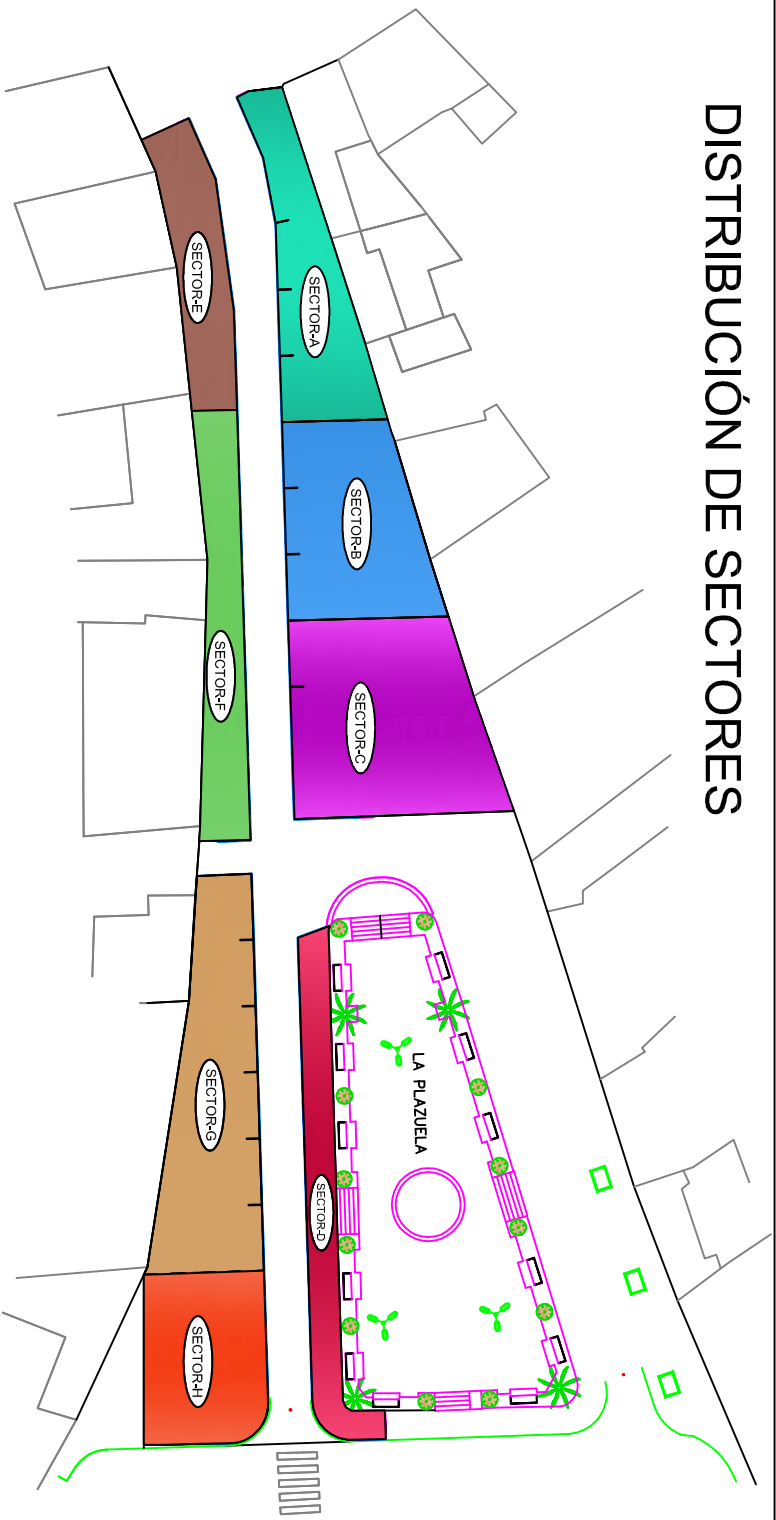 DISTRIBUCIÓN DE SECTORES
SECTOR-A
SECTOR-B
SECTOR-C
LA PLAZUELA
SECTOR-D
SECTOR-E
SECTOR-F
SECTOR-G
SECTOR-H